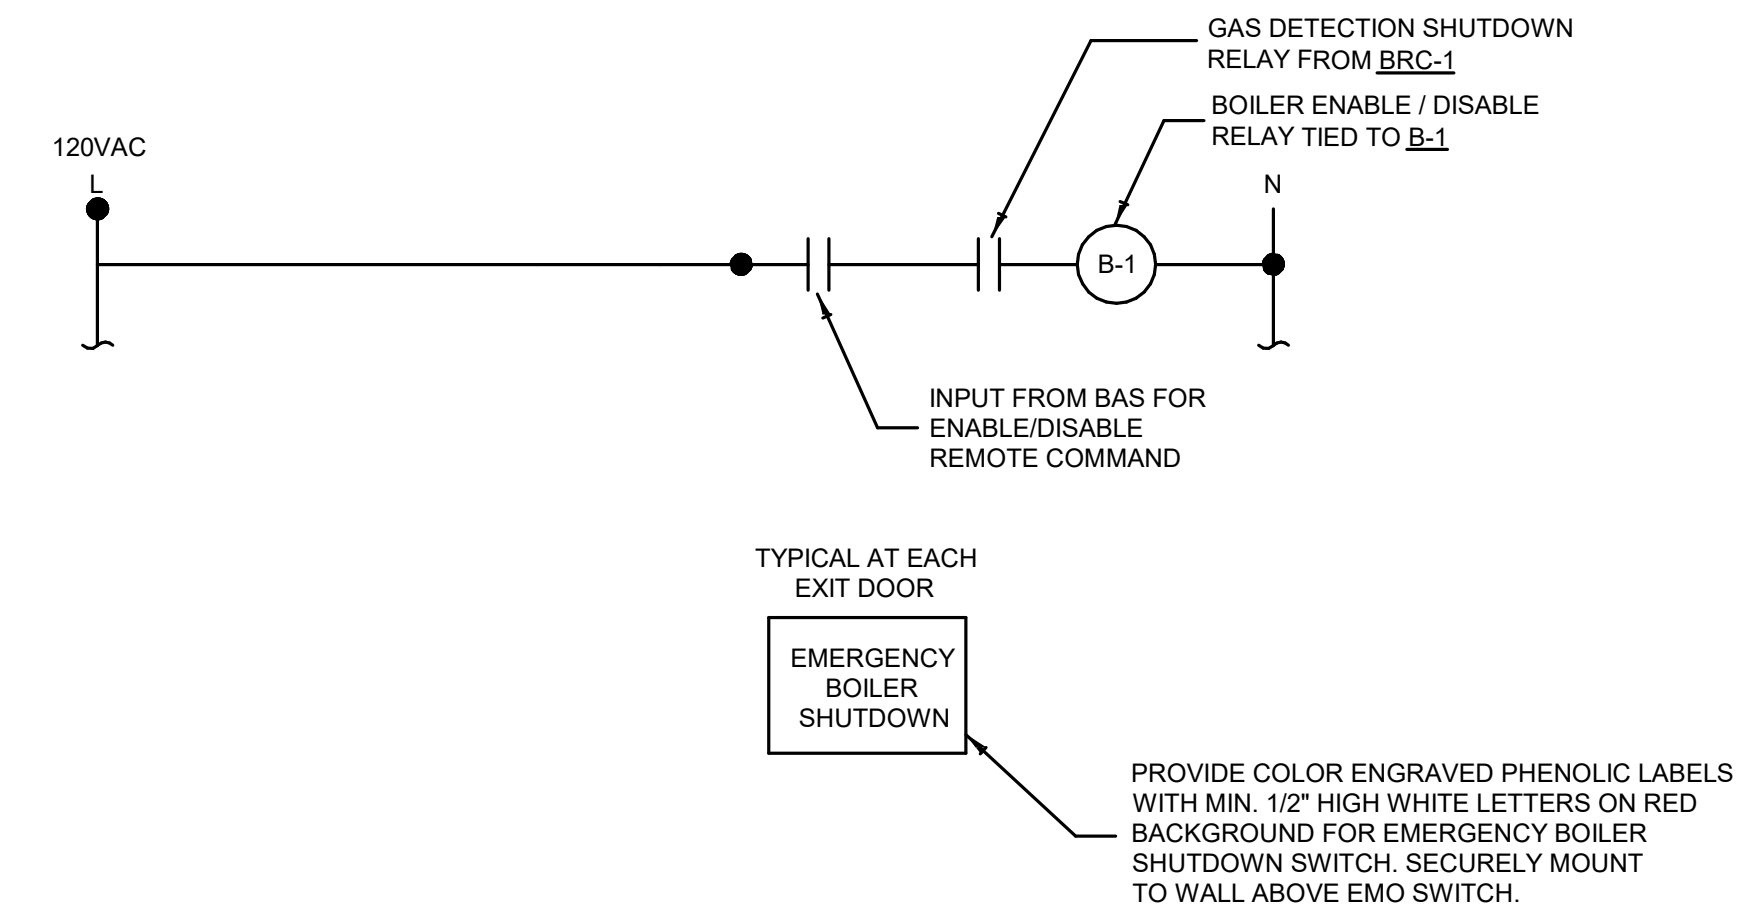 GAS DETECTION SHUTDOWN
RELAY FROM BRC-1
BOILER ENABLE / DISABLE
RELAY TIED TO B-1
120VAC
L
N
B-1
INPUT FROM BAS FOR
ENABLE/DISABLE
REMOTE COMMAND
TYPICAL AT EACH
EXIT DOOR
EMERGENCY
BOILER
SHUTDOWN
PROVIDE COLOR ENGRAVED PHENOLIC LABELS
WITH MIN. 1/2" HIGH WHITE LETTERS ON RED
BACKGROUND FOR EMERGENCY BOILER
SHUTDOWN SWITCH. SECURELY MOUNT
TO WALL ABOVE EMO SWITCH.